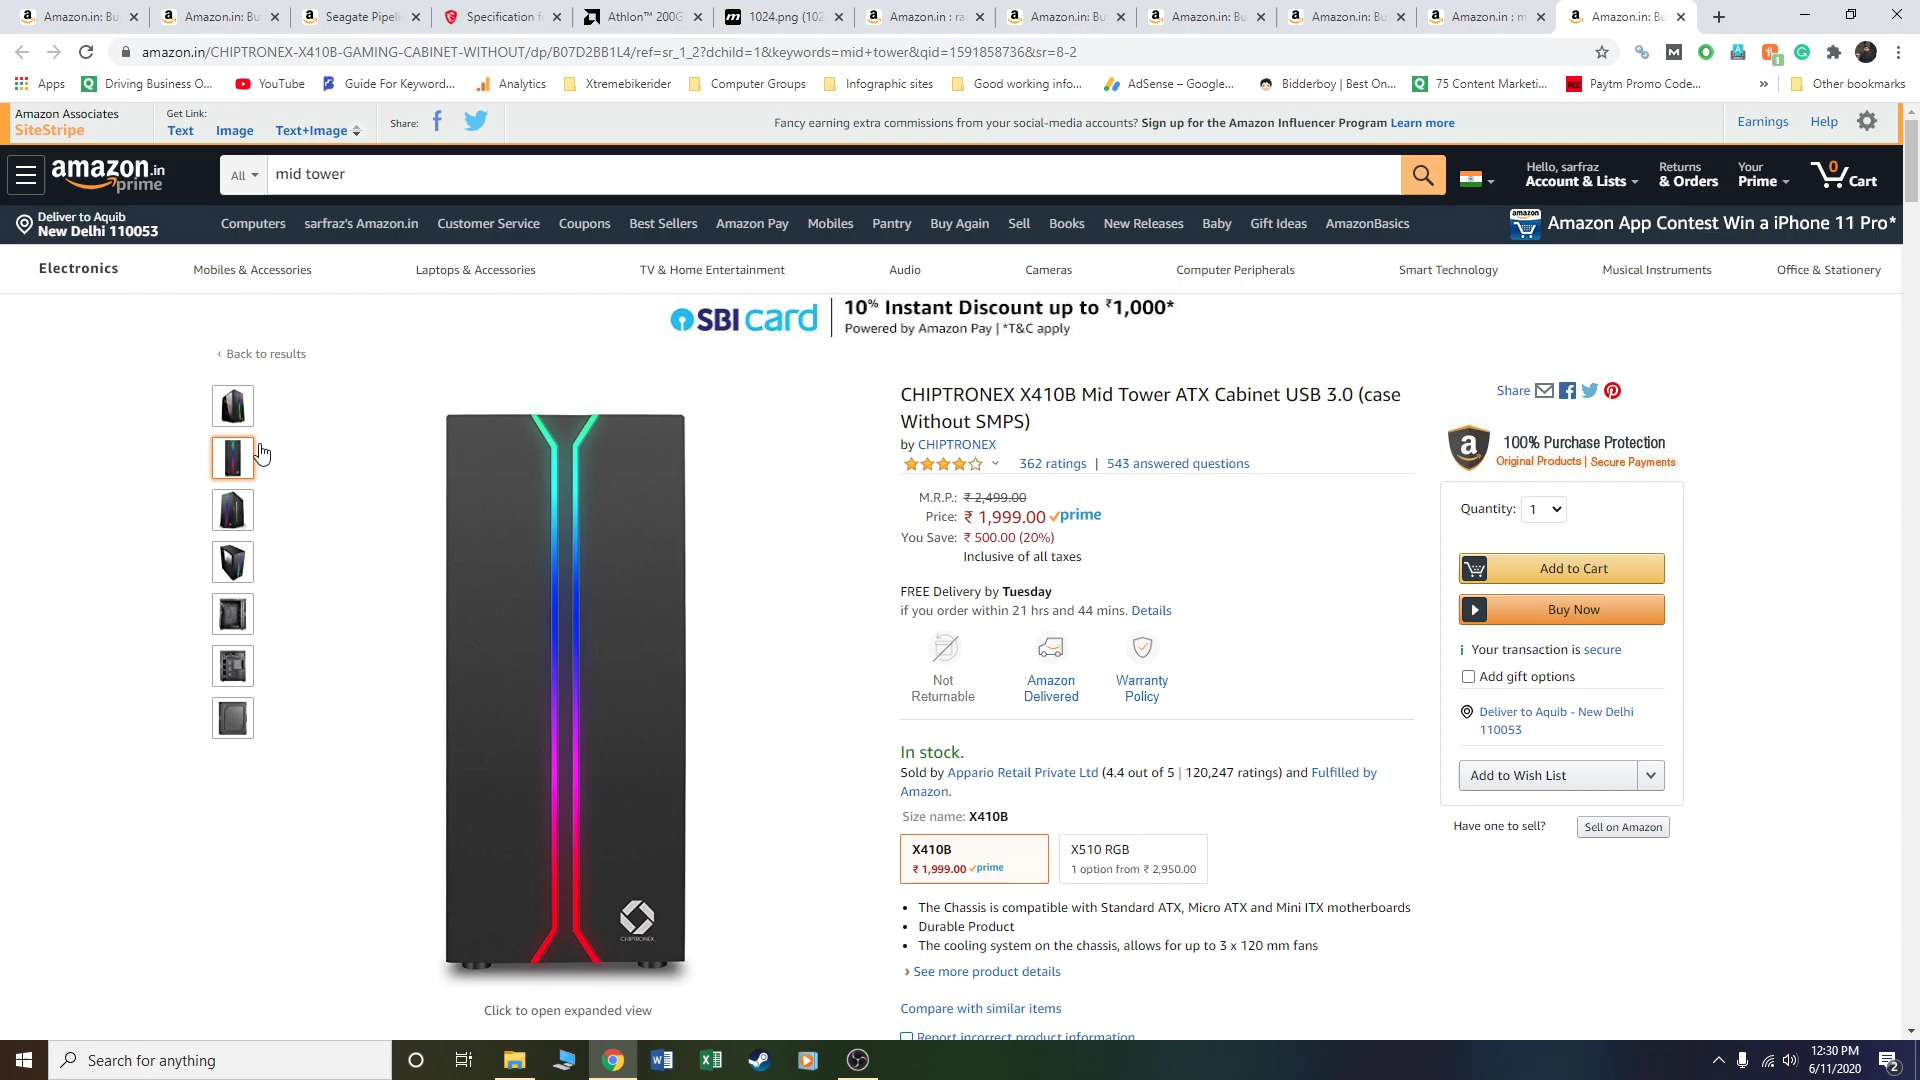 Amazon.in: Bu
Amazon.in: Bu
Seagate Pipeli
Specification f
Athlon™ 200G
1024.png (102
Amazon.in : ra
Amazon.in: Bu
Amazon.in: Bu
Amazon.in: Bu
Amazon.in : m
Amazon.in: Bu
amazon.in/CHIPTRONEX-X410B-GAMING-CABINET-WITHOUT/dp/B07D2BB1L4/ref=sr_1_2?dchild=1&keywords=mid+tower&qid=1591858736&sr=8-2
Apps
Driving Business O...
YouTube
Guide For Keyword...
Analytics
Xtremebikerider
Computer Groups
Infographic sites
Good working info...
AdSense – Google...
Bidderboy | Best On...
75 Content Marketi...
Paytm Promo Code...
»
Other bookmarks
Amazon Associates
SiteStripe
Get Link:
Text
Image
Text+Image
Share:
Fancy earning extra commissions from your social-media accounts? Sign up for the Amazon Influencer Program Learn more
Earnings
Help
amazon.in
prime
All
mid tower
Hello, sarfraz
Account & Lists
Returns
& Orders
Your
Prime
0
Cart
Deliver to Aquib
New Delhi 110053
Computers
sarfraz's Amazon.in
Customer Service
Coupons
Best Sellers
Amazon Pay
Mobiles
Pantry
Buy Again
Sell
Books
New Releases
Baby
Gift Ideas
AmazonBasics
amazon
Amazon App Contest Win a iPhone 11 Pro*
Electronics
Mobiles & Accessories
Laptops & Accessories
TV & Home Entertainment
Audio
Cameras
Computer Peripherals
Smart Technology
Musical Instruments
Office & Stationery
SBI card
10% Instant Discount up to ₹1,000*
Powered by Amazon Pay | *T&C apply
‹ Back to results
CHIPTRONEX
Click to open expanded view
CHIPTRONEX X410B Mid Tower ATX Cabinet USB 3.0 (case
Without SMPS)
by CHIPTRONEX
362 ratings | 543 answered questions
M.R.P.: ₹ 2,499.00
Price: ₹ 1,999.00 prime
You Save: ₹ 500.00 (20%)
Inclusive of all taxes
FREE Delivery by Tuesday
if you order within 21 hrs and 44 mins. Details
Not
Returnable
Amazon
Delivered
Warranty
Policy
In stock.
Sold by Appario Retail Private Ltd (4.4 out of 5 | 120,247 ratings) and Fulfilled by
Amazon.
Size name: X410B
X410B
₹ 1,999.00 prime
X510 RGB
1 option from ₹ 2,950.00
• The Chassis is compatible with Standard ATX, Micro ATX and Mini ITX motherboards
• Durable Product
• The cooling system on the chassis, allows for up to 3 x 120 mm fans
› See more product details
Compare with similar items
Report incorrect product information
Share
100% Purchase Protection
Original Products | Secure Payments
Quantity: 1
Add to Cart
Buy Now
Your transaction is secure
Add gift options
Deliver to Aquib - New Delhi
110053
Add to Wish List
Have one to sell?
Sell on Amazon
Search for anything
12:30 PM
6/11/2020
2